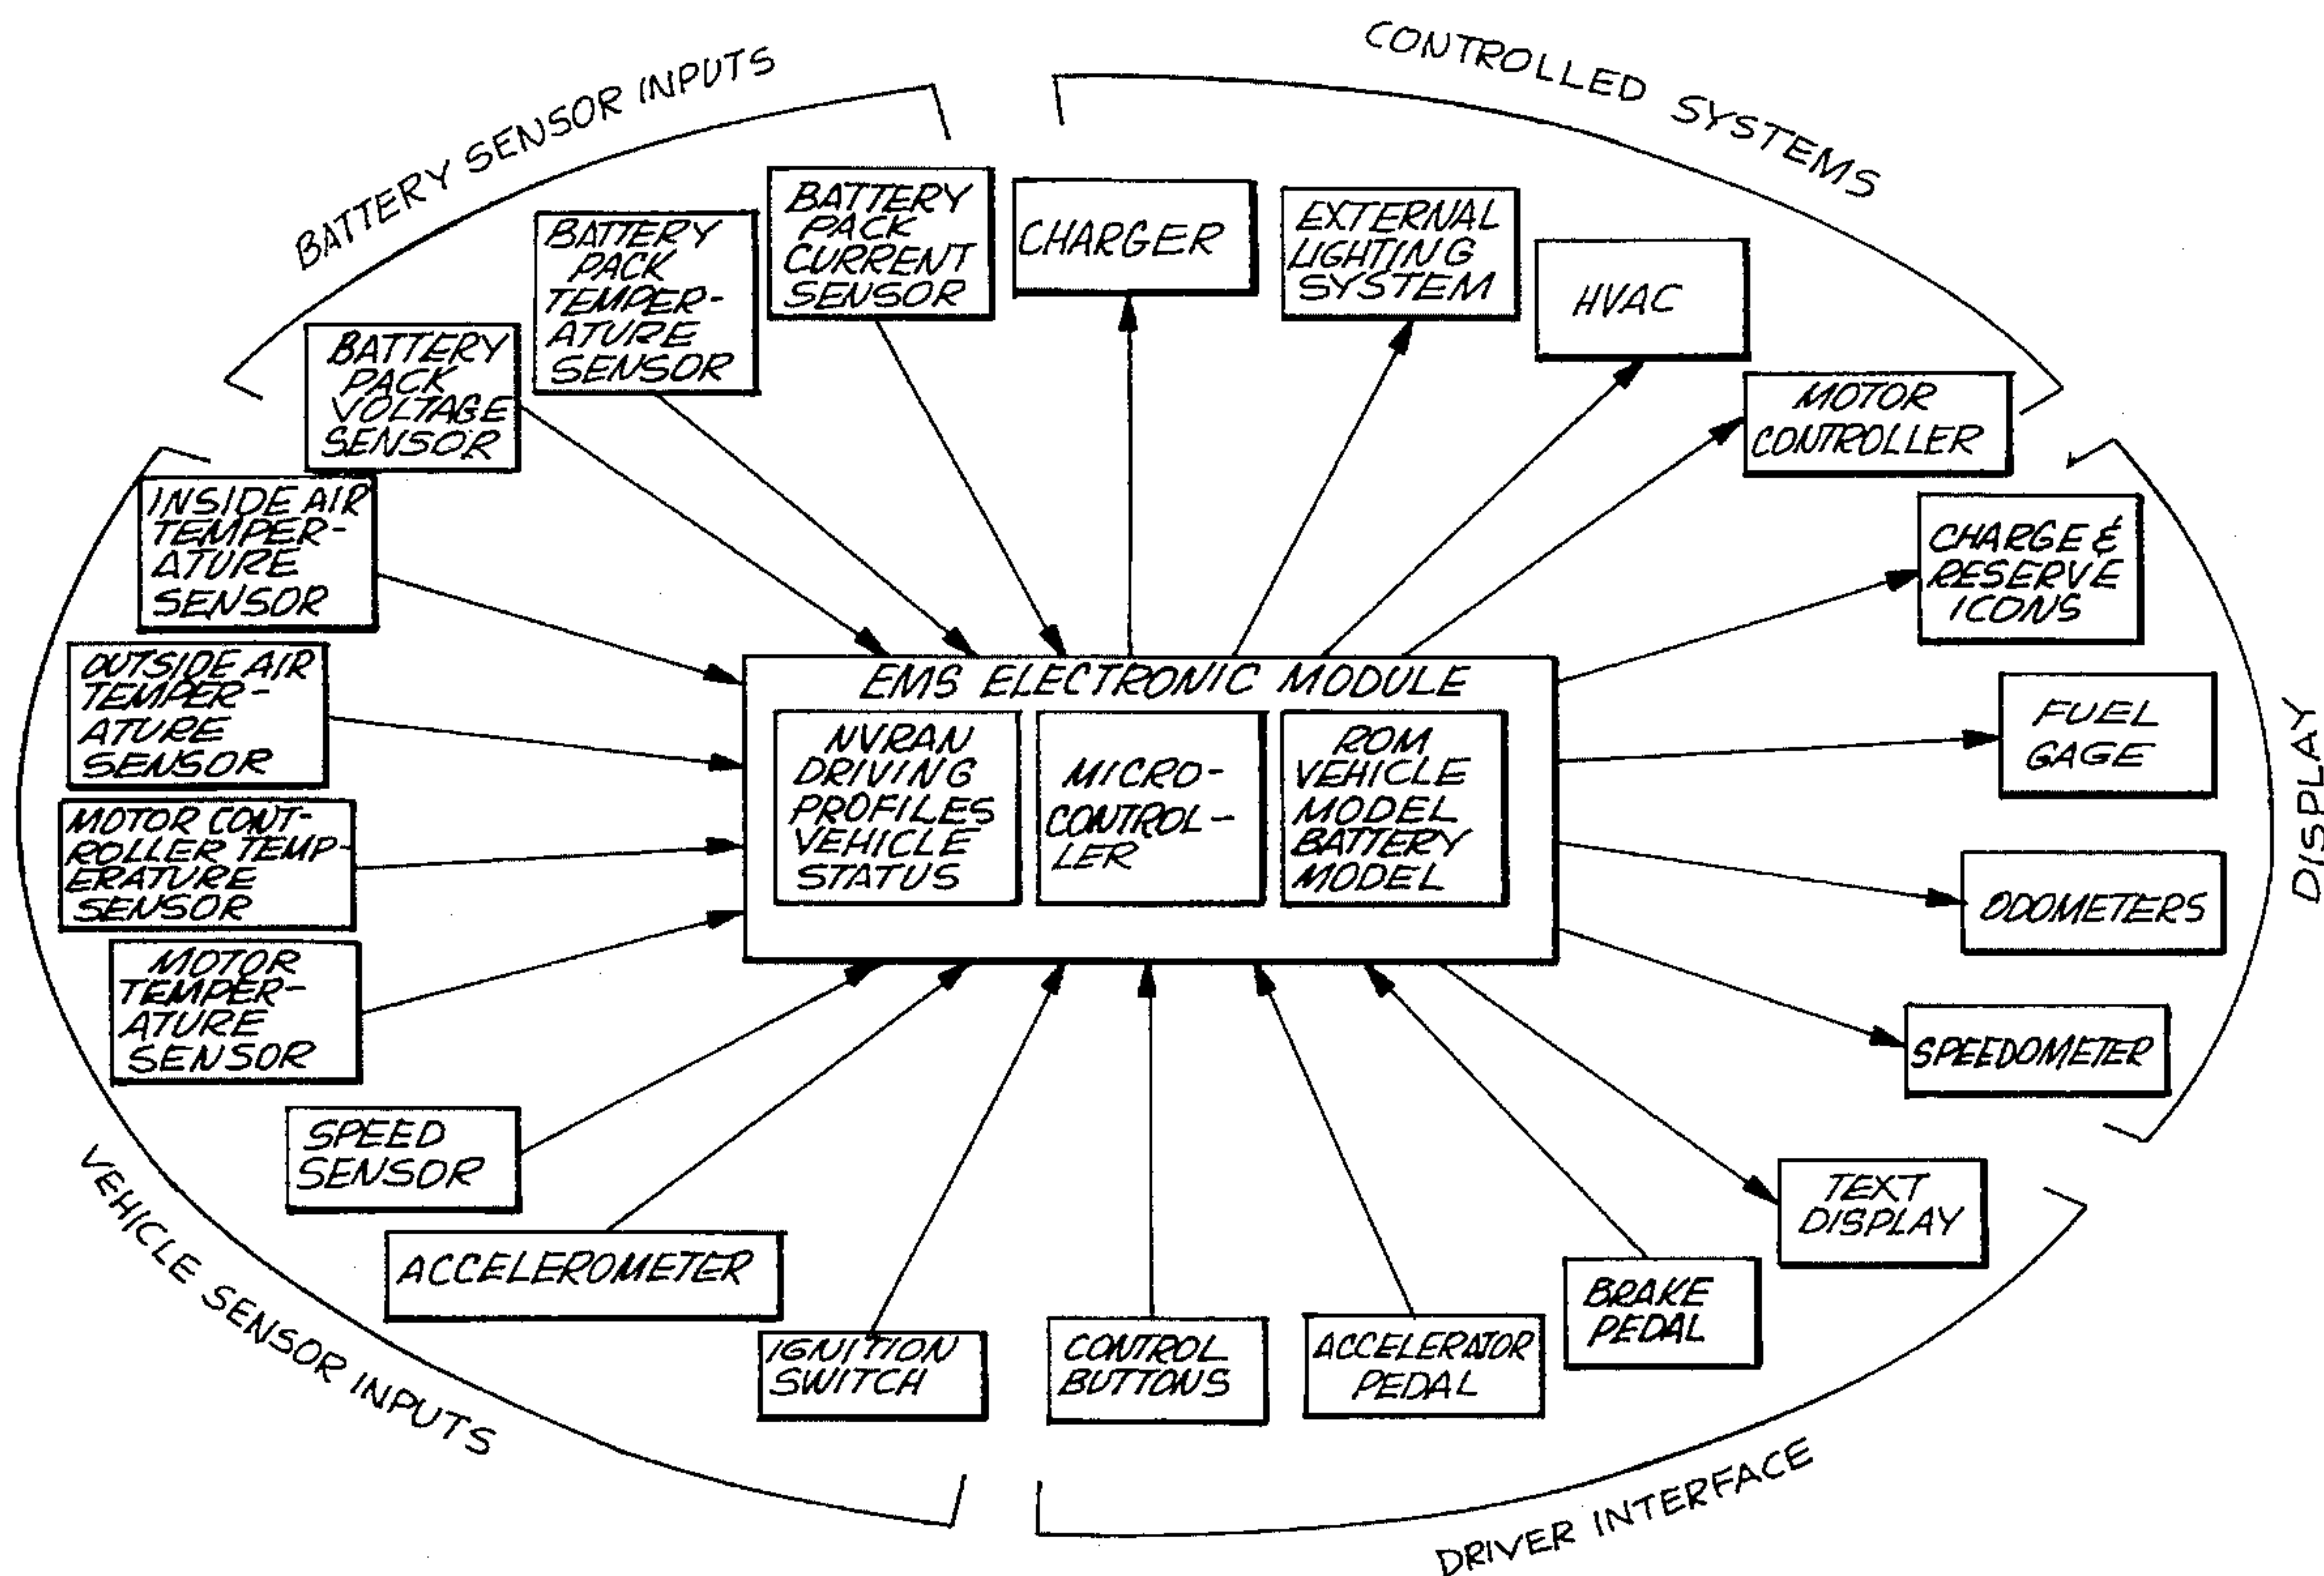 BATTERY SENSOR INPUTS
CONTROLLED SYSTEMS
BATTERY
PACK
CURRENT
SENSOR
CHARGER
EXTERNAL
LIGHTING
SYSTEM
BATTERY
PACK
TEMPER-
ATURE
SENSOR
HVAC
BATTERY
PACK
VOLTAGE
SENSOR
MOTOR
CONTROLLER
INSIDE AIR
TEMPER-
ATURE
SENSOR
CHARGE &
RESERVE
ICONS
OUTSIDE AIR
TEMPER-
ATURE
SENSOR
EMS ELECTRONIC MODULE
NVRAN
DRIVING
PROFILES
VEHICLE
STATUS
MICRO-
CONTROL-
LER
ROM
VEHICLE
MODEL
BATTERY
MODEL
FUEL
GAGE
DISPLAY
MOTOR CONT-
ROLLER TEMP-
ERATURE
SENSOR
ODOMETERS
MOTOR
TEMPER-
ATURE
SENSOR
SPEEDOMETER
SPEED
SENSOR
TEXT
DISPLAY
ACCELEROMETER
BRAKE
PEDAL
IGNITION
SWITCH
CONTROL
BUTTONS
ACCELERATOR
PEDAL
VEHICLE SENSOR INPUTS
DRIVER INTERFACE